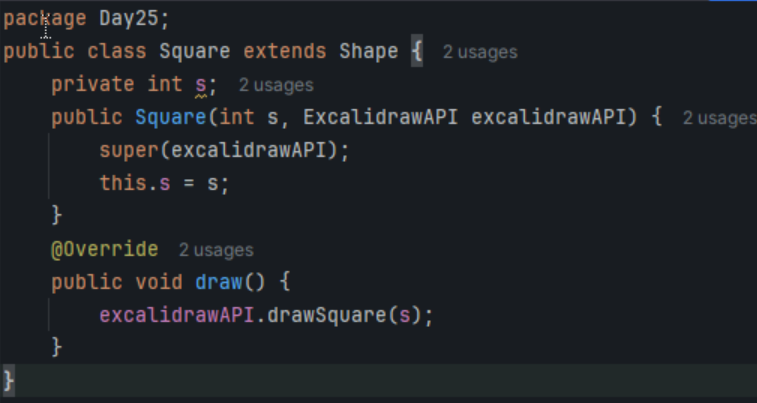 package Day25;
public class Square extends Shape { 2 usages
    private int s; 2 usages
    public Square(int s, ExcalidrawAPI excalidrawAPI) { 2 usages
        super(excalidrawAPI);
        this.s = s;
    }
    @Override 2 usages
    public void draw() {
        excalidrawAPI.drawSquare(s);
    }
}